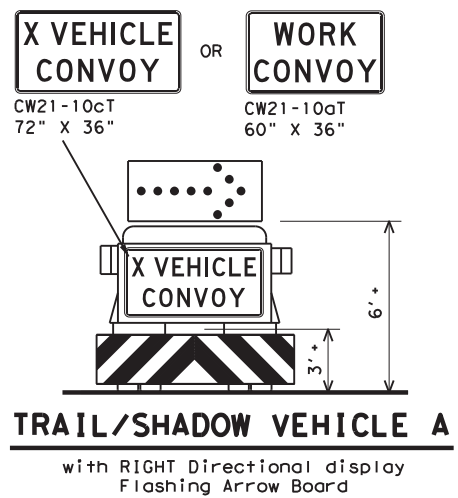 X VEHICLE
CONVOY
OR
WORK
CONVOY
CW21-10cT
72" X 36"
CW21-10aT
60" X 36"
X VEHICLE
CONVOY
6'+
3'+
TRAIL/SHADOW VEHICLE A
with RIGHT Directional display
Flashing Arrow Board